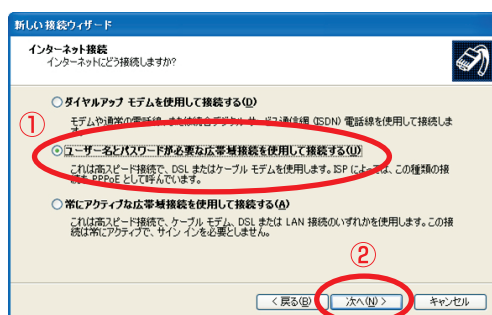 新しい接続ウィザード
インターネット接続
インターネットにどう接続しますか?
ダイヤルアップ モデムを使用して接続する(D)
モデムや通常の電話線、または統合デジタル サービス通信網 (ISDN) 電話線を使用して接続しま
す。
①
ユーザー名とパスワードが必要な広帯域接続を使用して接続する(U)
これは高スピード接続で、DSL またはケーブル モデムを使用します。ISP によっては、この種類の接
続を PPPoE として呼んでいます。
常にアクティブな広帯域接続を使用して接続する(A)
これは高スピード接続で、ケーブル モデム、DSL または LAN 接続のいずれかを使用します。この接
続は常にアクティブで、サイン インを必要としません。
②
< 戻る(B) 次へ(N) > キャンセル